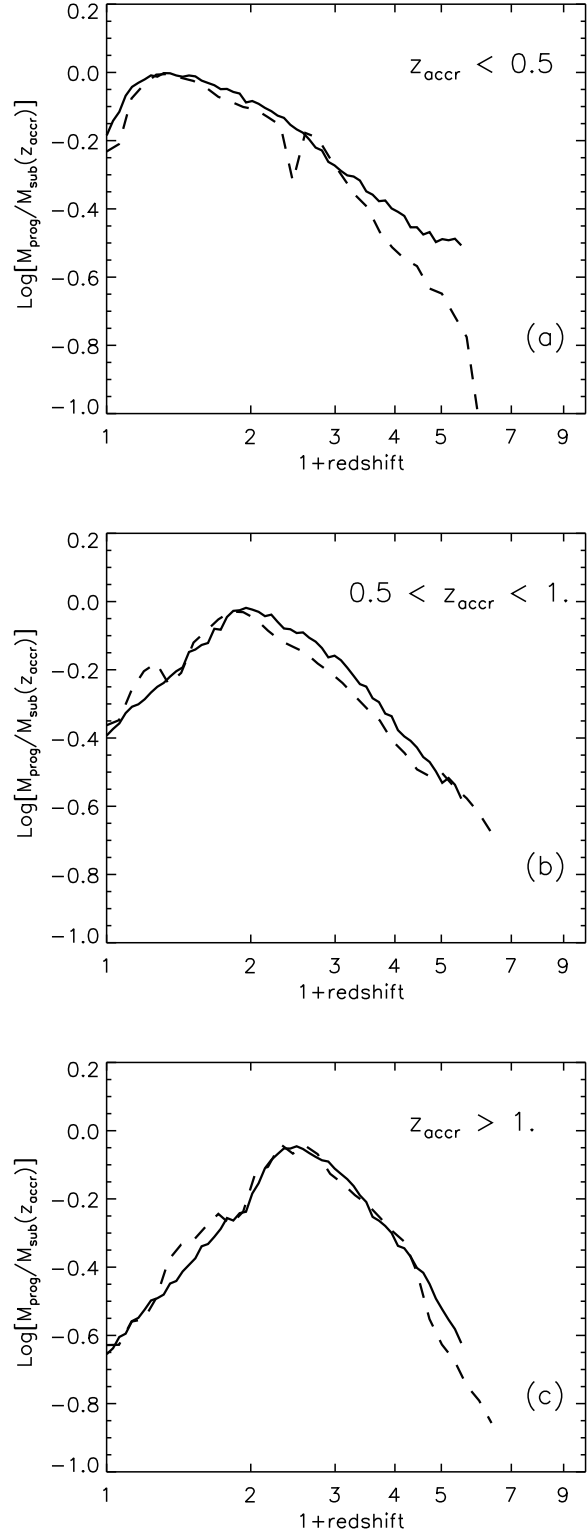 0.2
0.0
−0.2
−0.4
−0.6
−0.8
−1.0
Log[M_prog/M_sub(z_accr)]
z_accr < 0.5
(a)
1 2 3 4 5 7 9
1+redshift
0.2
0.0
−0.2
−0.4
−0.6
−0.8
−1.0
Log[M_prog/M_sub(z_accr)]
0.5 < z_accr < 1.
(b)
1 2 3 4 5 7 9
1+redshift
0.2
0.0
−0.2
−0.4
−0.6
−0.8
−1.0
Log[M_prog/M_sub(z_accr)]
z_accr > 1.
(c)
1 2 3 4 5 7 9
1+redshift